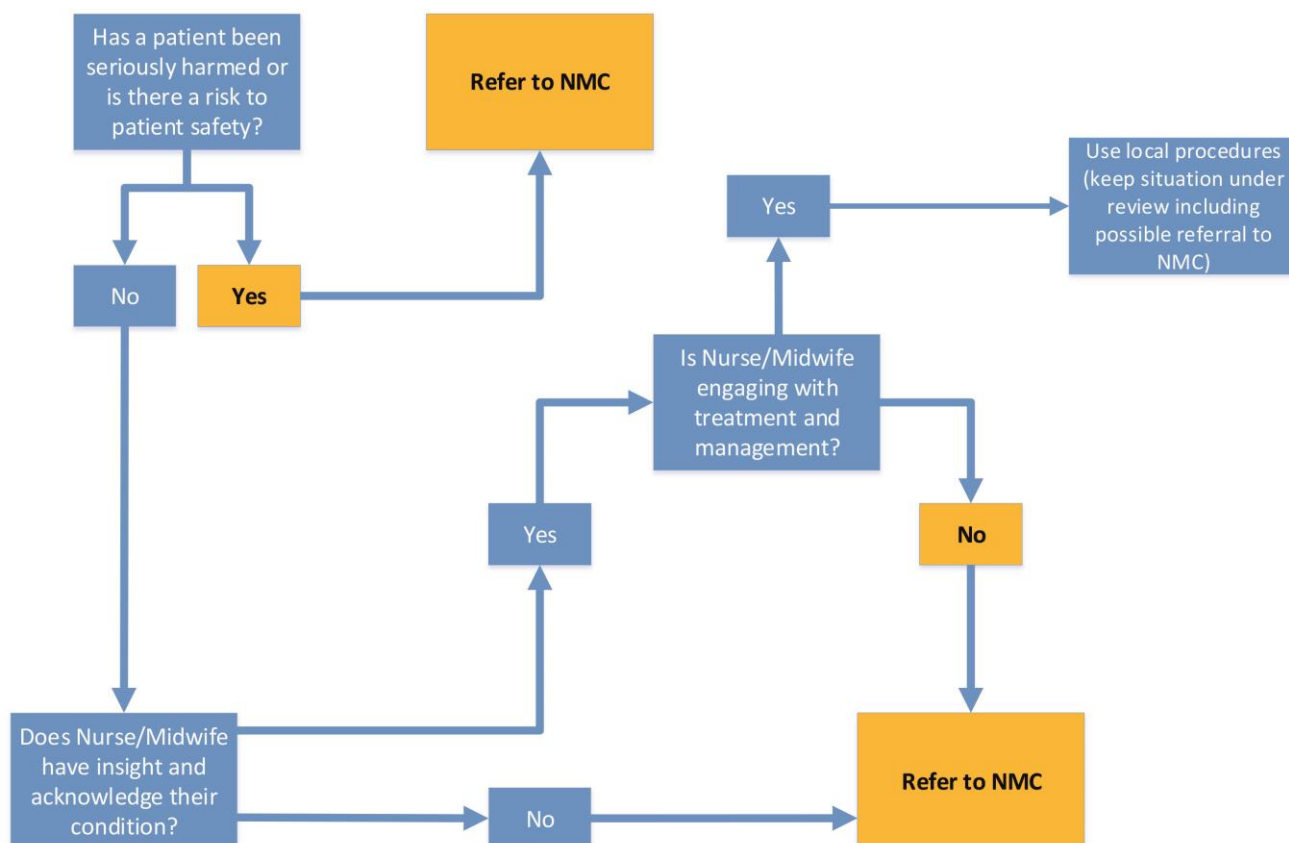 Has a patient been
seriously harmed or
is there a risk to
patient safety?
Refer to NMC
No
Yes
Use local procedures
(keep situation under
review including
possible referral to
NMC)
Yes
Is Nurse/Midwife
engaging with
treatment and
management?
Yes
No
Does Nurse/Midwife
have insight and
acknowledge their
condition?
No
Refer to NMC